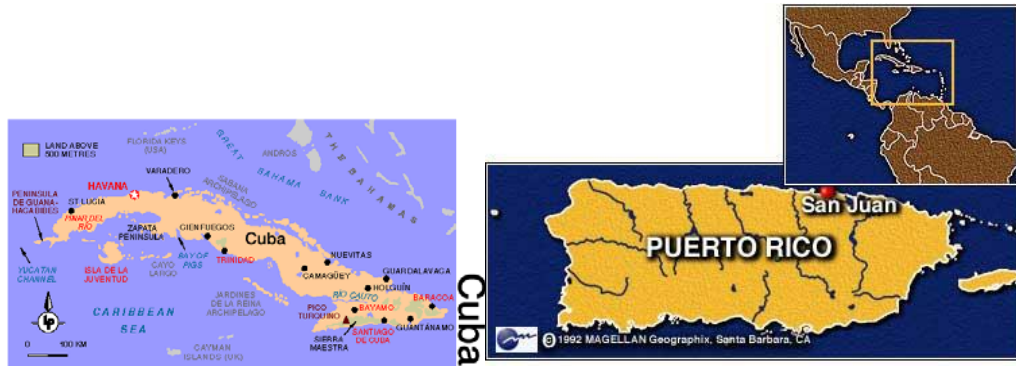 LAND ABOVE
500 METRES
FLORIDA KEYS
(USA)
GREAT
BAHAMA
BANK
ANDROS
THE BAHAMAS
VARADERO
SABANA
ARCHIPELAGO
HAVANA
PENINSULA
DE GUANA-
HACABIBES
ST LUCIA
PINAR DEL
RÍO
ZAPATA
PENINSULA
CIENFUEGOS
Cuba
BAY OF
PIGS
TRINIDAD
NUEVITAS
CAYO
LARGO
ISLA DE LA
JUVENTUD
YUCATAN
CHANNEL
CAMAGÜEY
GUARDALAVACA
HOLGUÍN
JARDINES
DE LA REINA
ARCHIPELAGO
RÍO CAUTO
BARACOA
PICO
TURQUINO
BAYAMO
CARIBBEAN
SEA
LP
SIERRA
MAESTRA
SANTIAGO
DE CUBA
GUANTÁNAMO
CAYMAN
ISLANDS (UK)
0 100 KM
Cuba
San Juan
PUERTO RICO
© 1992 MAGELLAN Geographix, Santa Barbara, CA